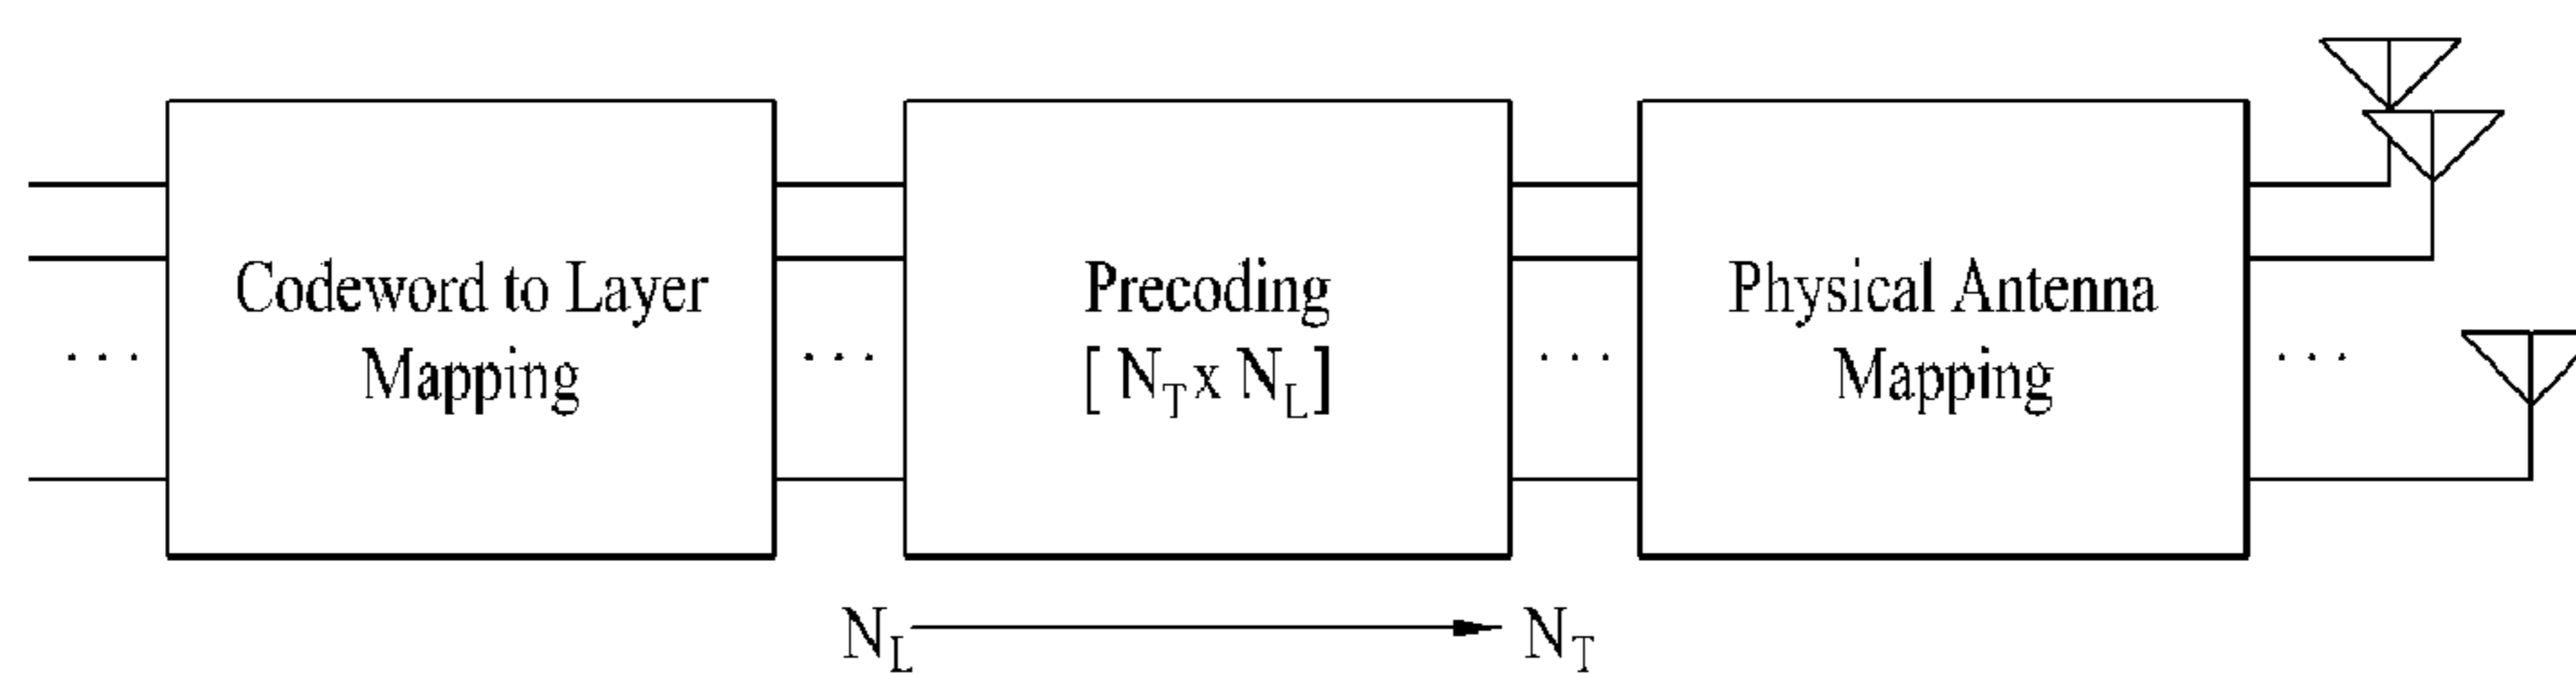 Codeword to Layer
Mapping
. . .
. . .
Precoding
[ N_T x N_L ]
. . .
Physical Antenna
Mapping
. . .
N_L
N_T